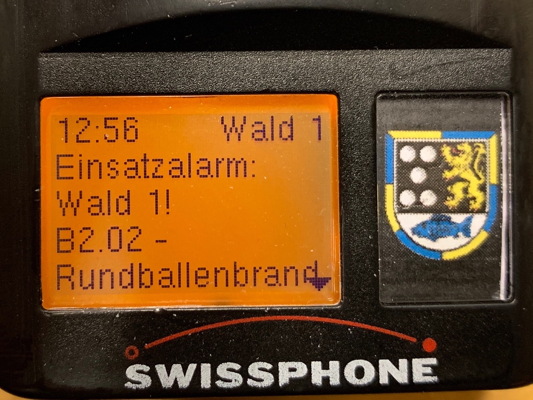 12:56 Wald 1
Einsatzalarm:
Wald 1!
B2.02 -
Rundballenbrand
SWISSPHONE